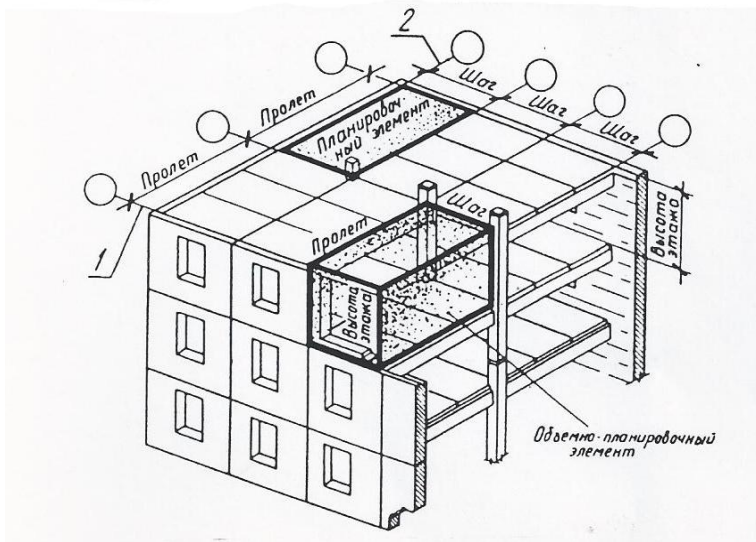 2
Шаг
Шаг
Шаг
Пролет
Пролет
Планировоч-
ный элемент
1
Пролет
Шаг
Высота
этажа
Высота
этажа
Объемно-планировочный
элемент